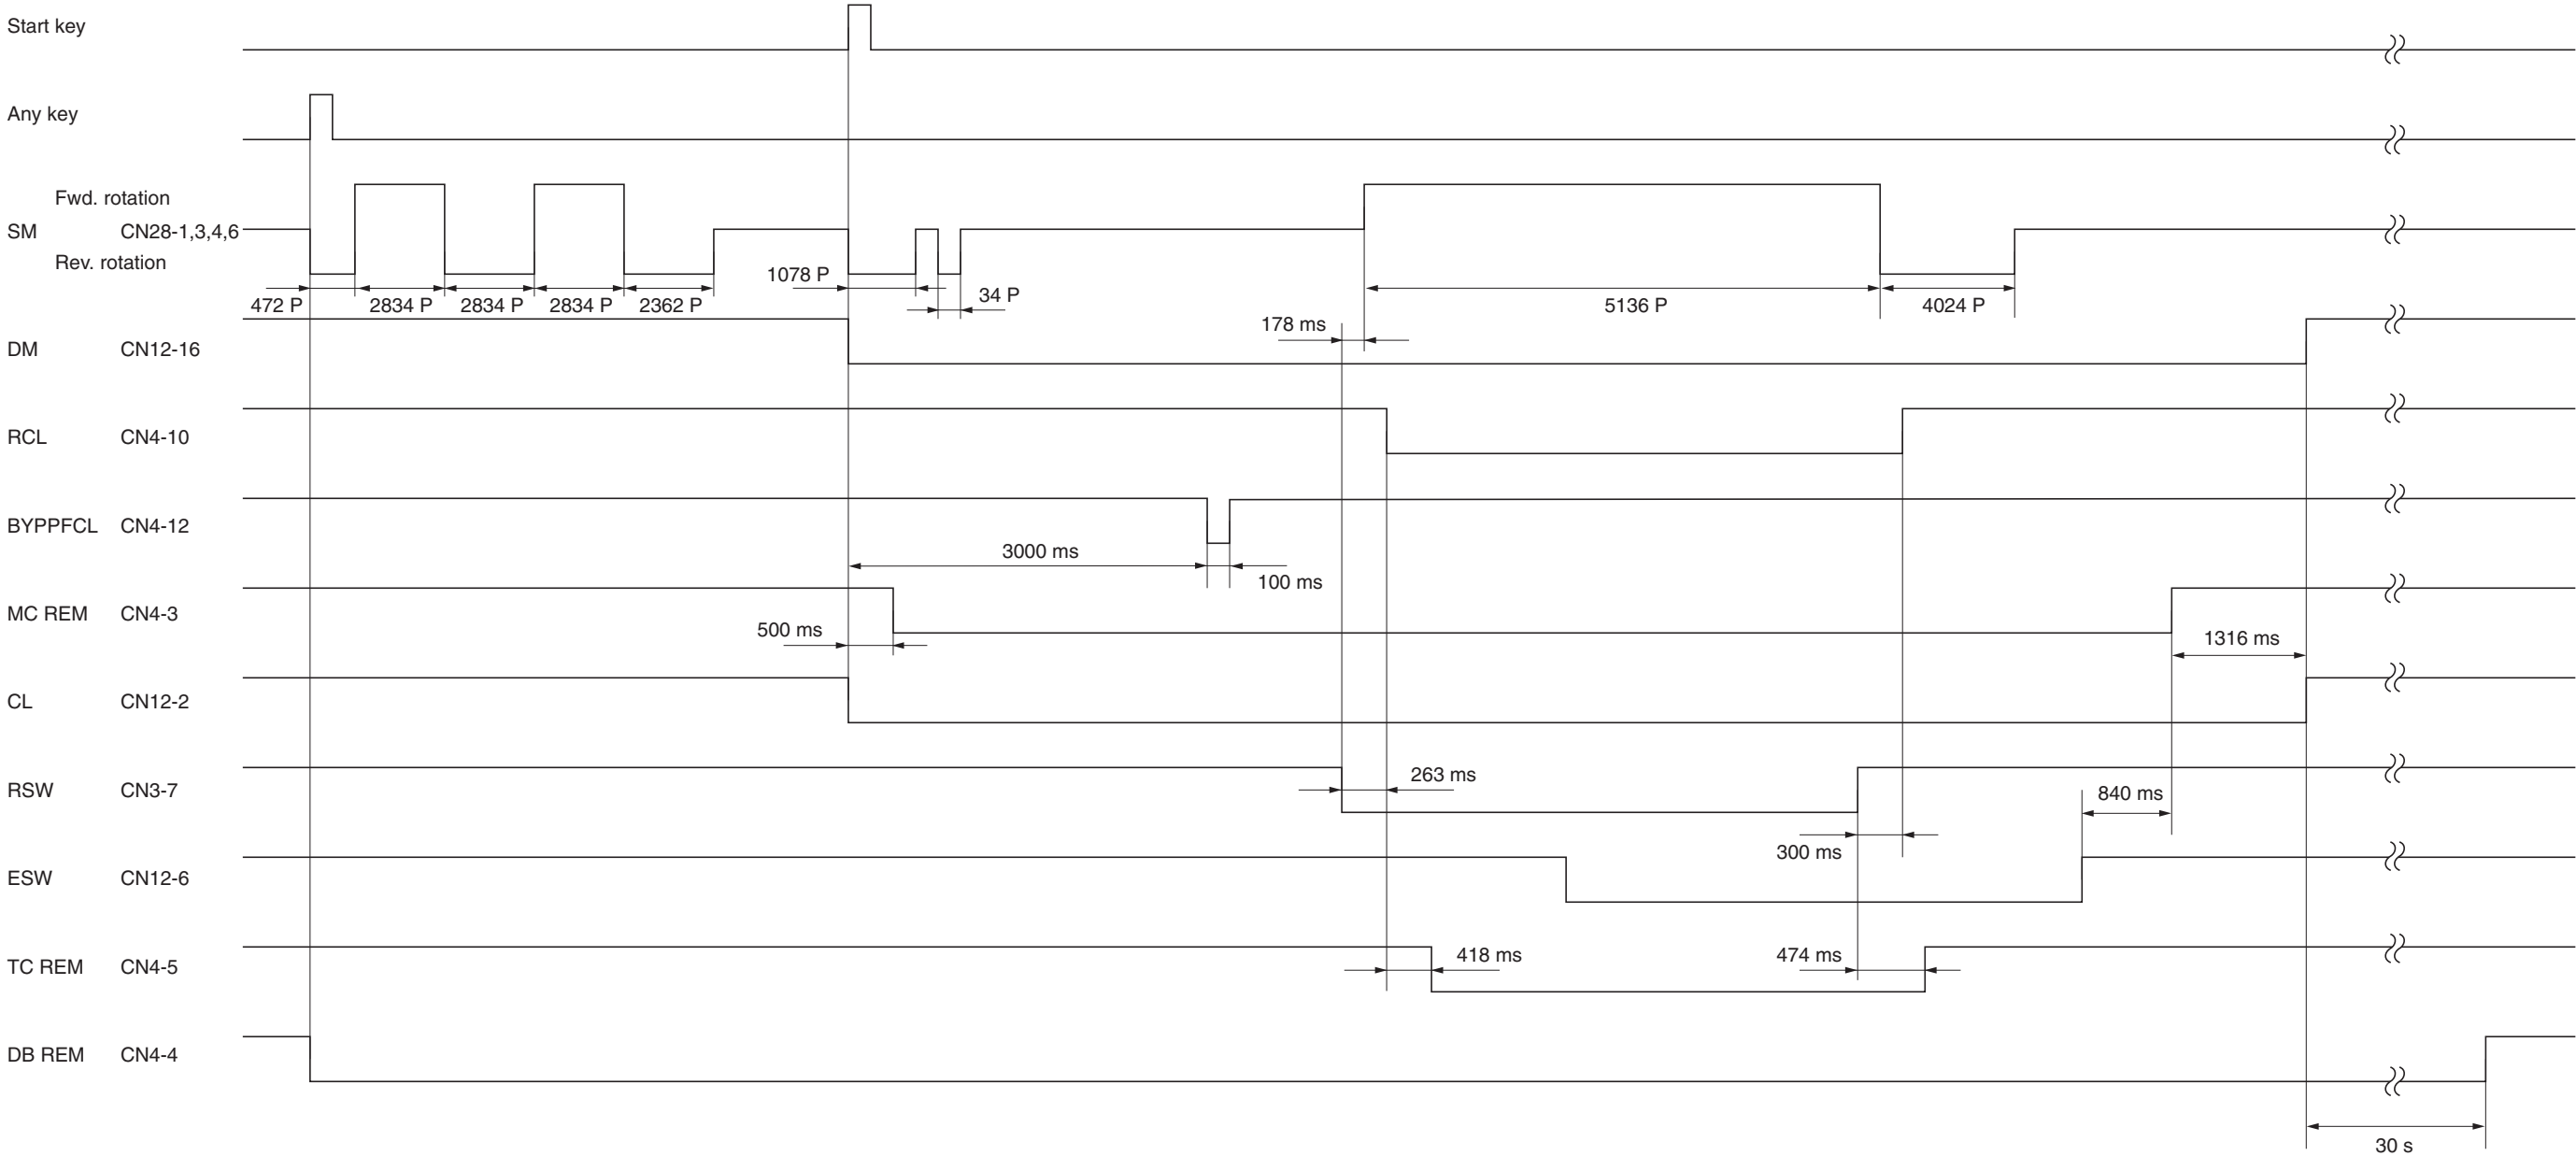 Start key
Any key
Fwd. rotation
SM CN28-1,3,4,6
Rev. rotation
1078 P
34 P
472 P 2834 P 2834 P 2834 P 2362 P
5136 P 4024 P
178 ms
DM CN12-16
RCL CN4-10
BYPPFCL CN4-12
3000 ms
100 ms
MC REM CN4-3
500 ms
1316 ms
CL CN12-2
263 ms
RSW CN3-7
840 ms
300 ms
ESW CN12-6
418 ms 474 ms
TC REM CN4-5
DB REM CN4-4
30 s